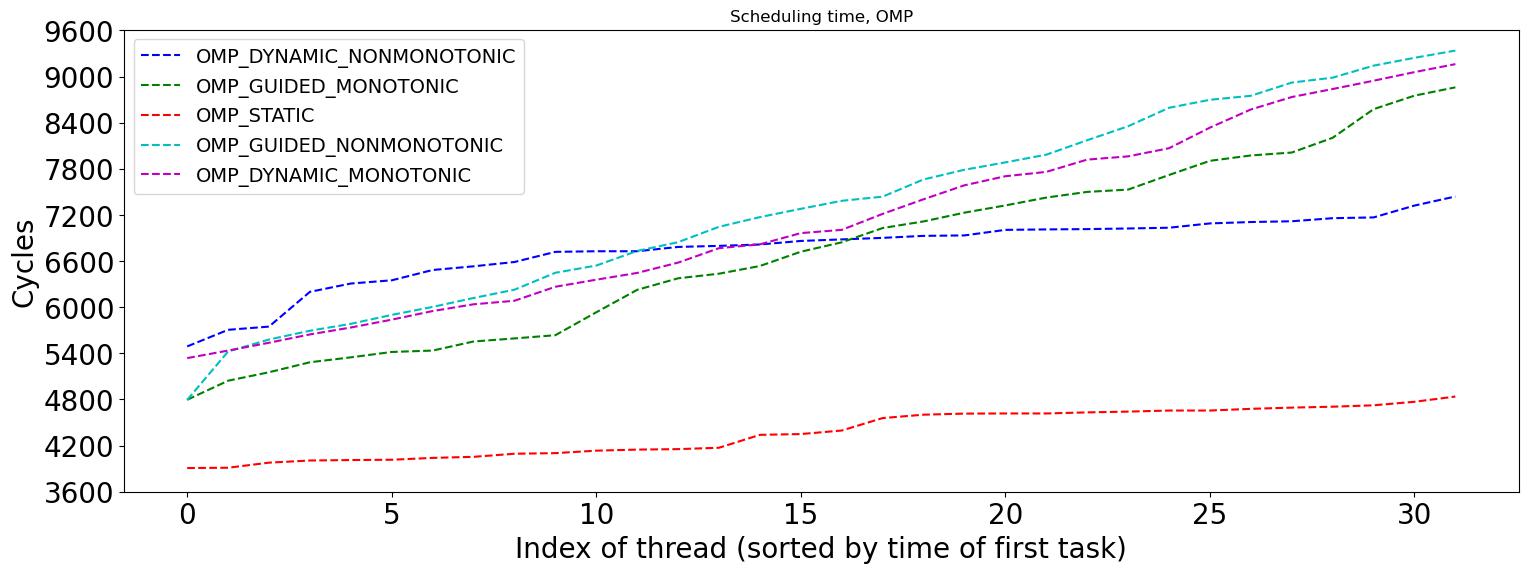 Scheduling time, OMP
9600
9000
8400
7800
7200
6600
6000
5400
4800
4200
3600
Cycles
OMP_DYNAMIC_NONMONOTONIC
OMP_GUIDED_MONOTONIC
OMP_STATIC
OMP_GUIDED_NONMONOTONIC
OMP_DYNAMIC_MONOTONIC
0 5 10 15 20 25 30
Index of thread (sorted by time of first task)